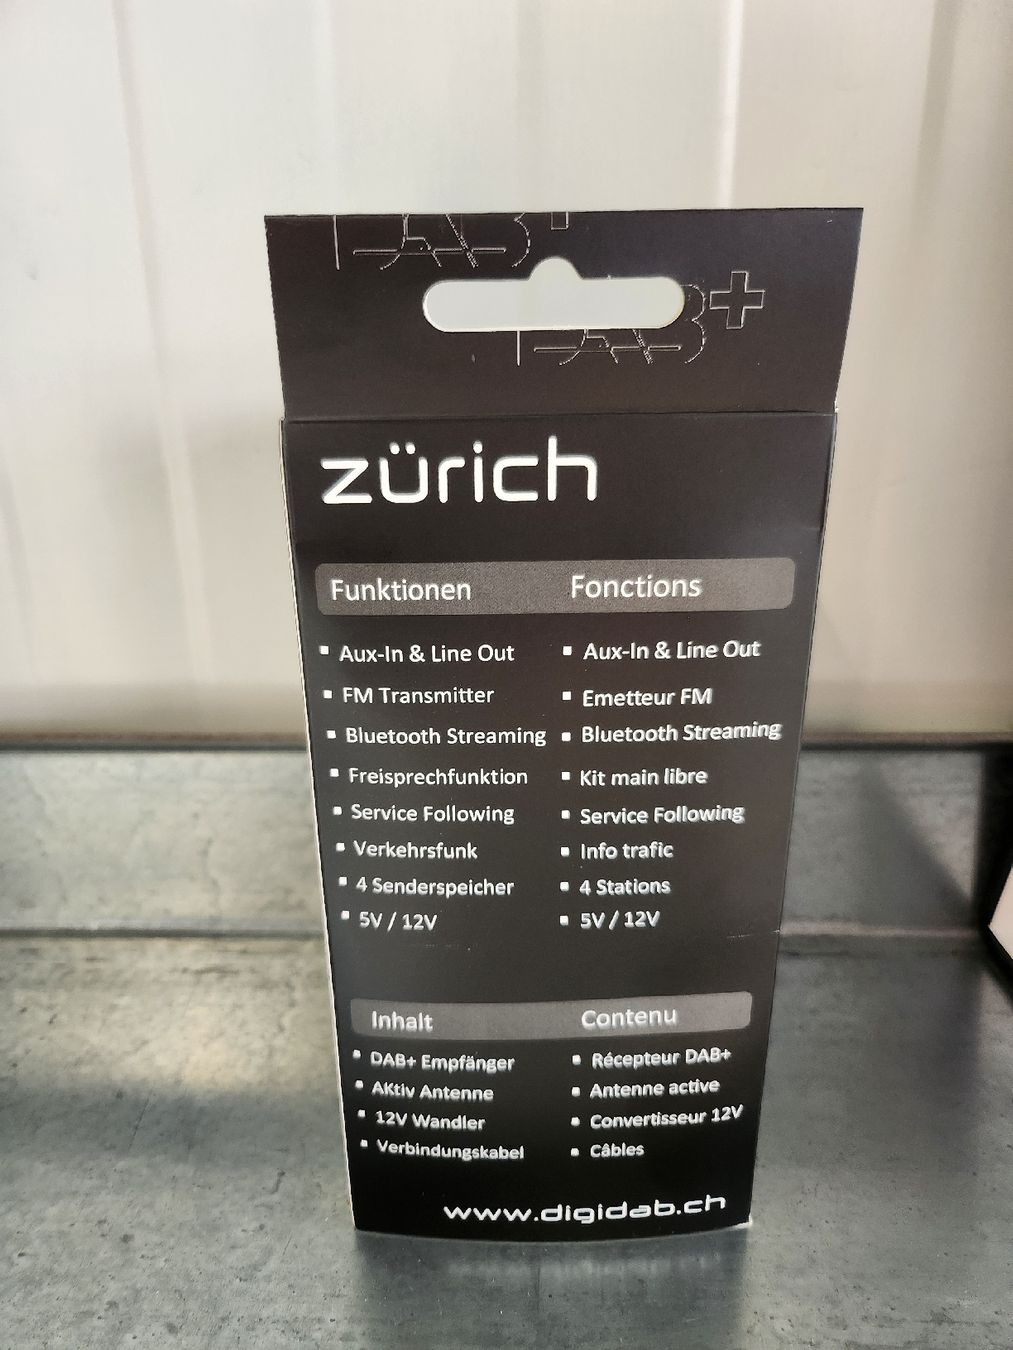 DAB+
DAB+
zürich
Funktionen Fonctions
▪ Aux-In & Line Out ▪ Aux-In & Line Out
▪ FM Transmitter ▪ Emetteur FM
▪ Bluetooth Streaming ▪ Bluetooth Streaming
▪ Freisprechfunktion ▪ Kit main libre
▪ Service Following ▪ Service Following
▪ Verkehrsfunk ▪ Info trafic
▪ 4 Senderspeicher ▪ 4 Stations
▪ 5V / 12V ▪ 5V / 12V
Inhalt Contenu
▪ DAB+ Empfänger ▪ Récepteur DAB+
▪ AKtiv Antenne ▪ Antenne active
▪ 12V Wandler ▪ Convertisseur 12V
▪ Verbindungskabel ▪ Câbles
www.digidab.ch